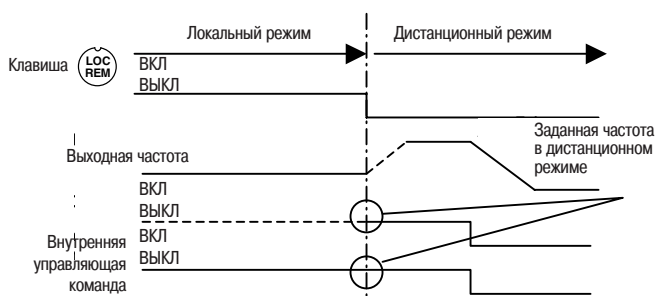 Локальный режим
Дистанционный режим
Клавиша
LOC
REM
ВКЛ
ВЫКЛ
Заданная частота
в дистанционном
режиме
Выходная частота
ВКЛ
ВЫКЛ
ВКЛ
ВЫКЛ
Внутренняя
управляющая
команда